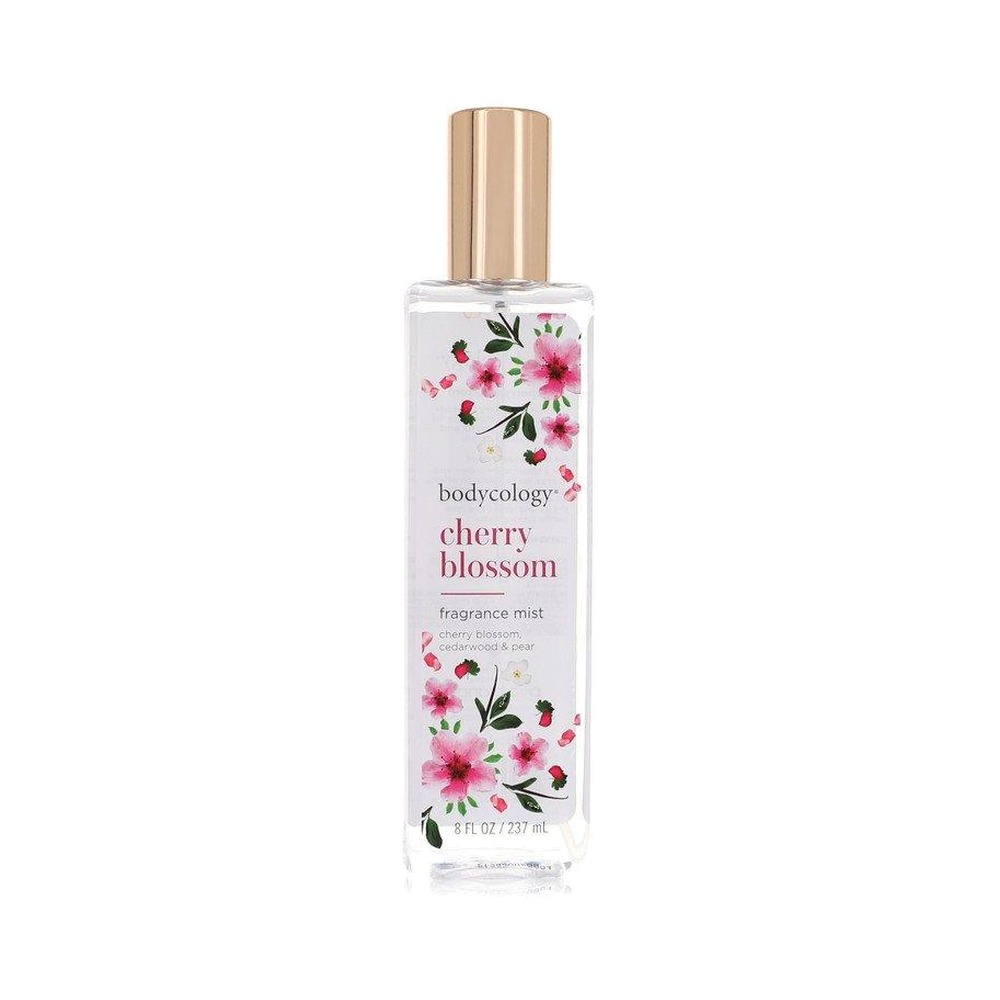 bodycology®
cherry
blossom
fragrance mist
cherry blossom,
cedarwood & pear
8 FL OZ / 237 mL